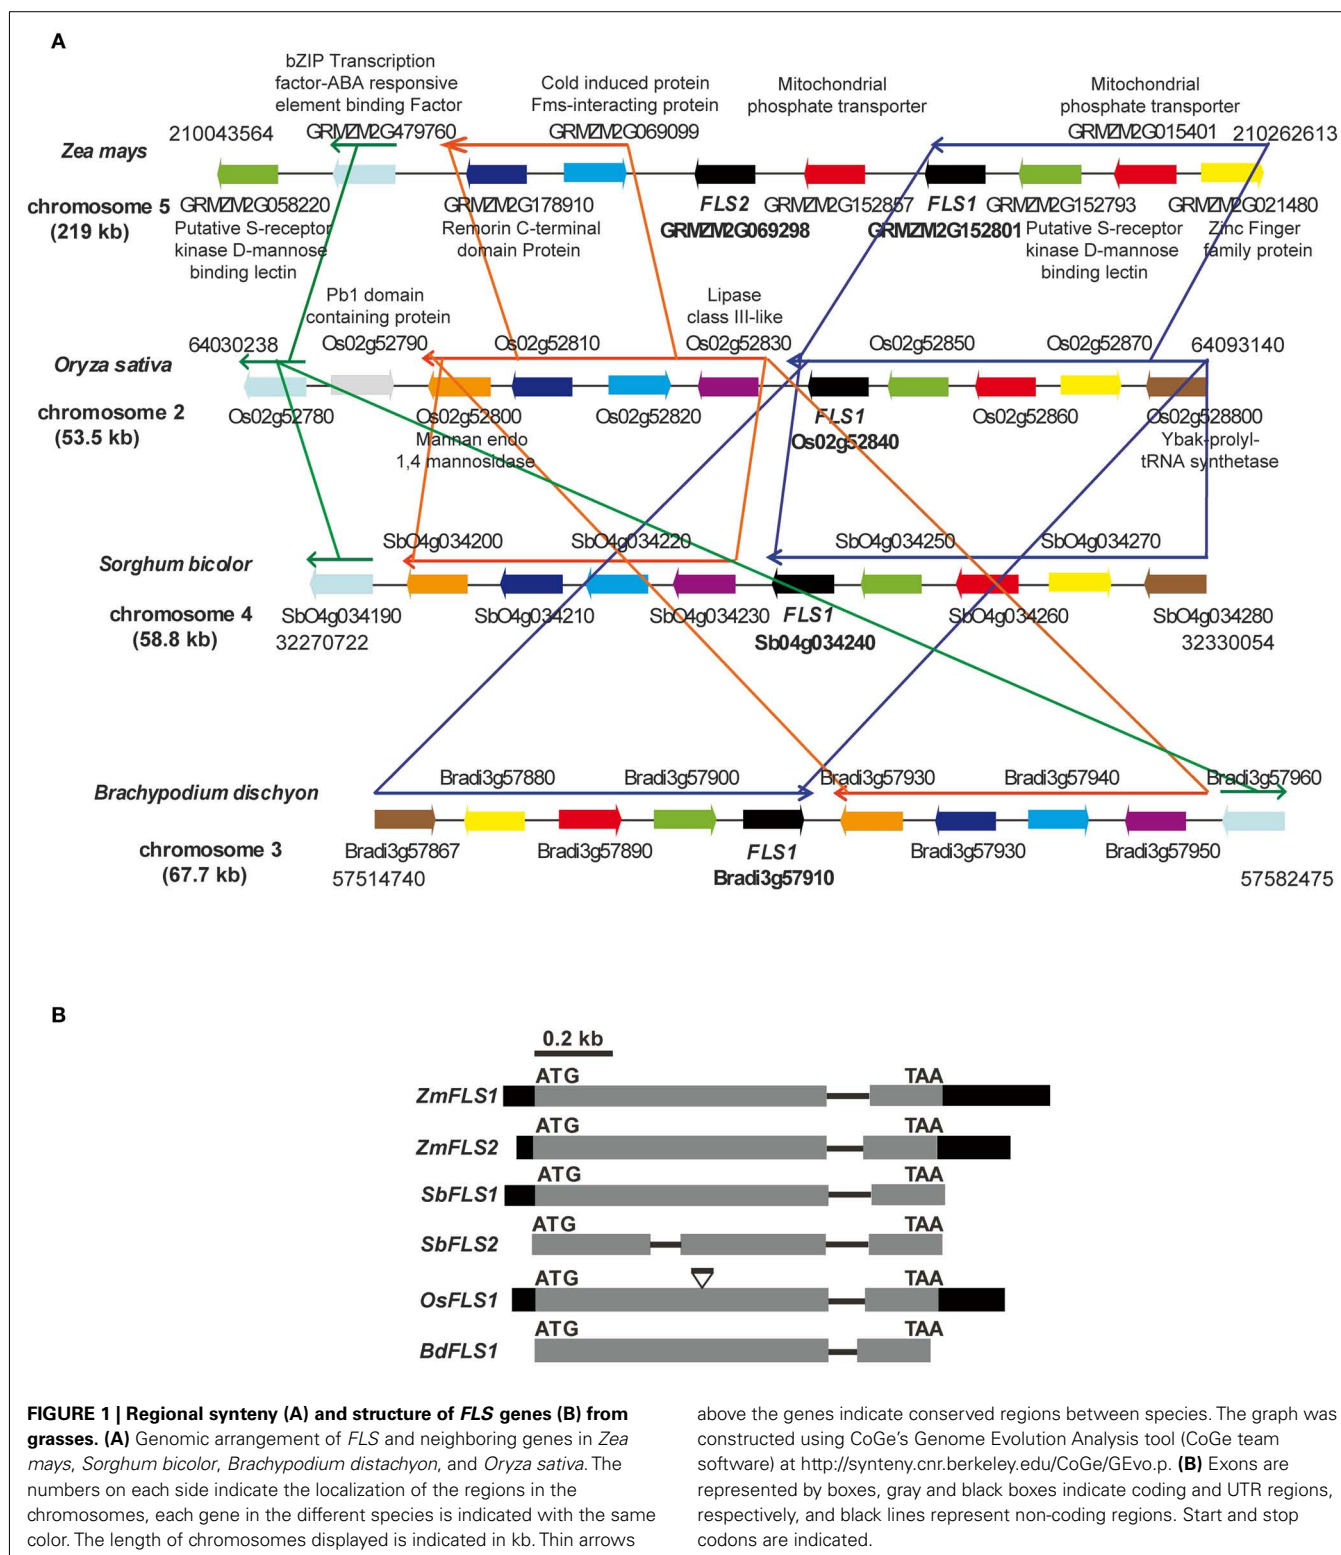 A
bZIP Transcription
factor-ABA responsive
element binding Factor
Cold induced protein
Fms-interacting protein
Mitochondrial
phosphate transporter
Mitochondrial
phosphate transporter
210043564 GRMZM2G479760 GRMZM2G069099 GRMZM2G015401 210262613
Zea mays
chromosome 5
(219 kb)
GRMZM2G058220
Putative S-receptor
kinase D-mannose
binding lectin
GRMZM2G178910
Remorin C-terminal
domain Protein
FLS2
GRMZM2G069298
GRMZM2G152857
FLS1
GRMZM2G152801
GRMZM2G152793
Putative S-receptor
kinase D-mannose
binding lectin
GRMZM2G021480
Zinc Finger
family protein
Pb1 domain
containing protein
Lipase
class III-like
64030238 Os02g52790 Os02g52810 Os02g52830 Os02g52850 Os02g52870 64093140
Oryza sativa
chromosome 2
(53.5 kb)
Os02g52780
Os02g52800
Mannan endo
1,4 mannosidase
Os02g52820
FLS1
Os02g52840
Os02g52860
Os02g528800
Ybak-prolyl-
tRNA synthetase
SbO4g034200 SbO4g034220 SbO4g034250 SbO4g034270
Sorghum bicolor
chromosome 4
(58.8 kb)
SbO4g034190
32270722
SbO4g034210
SbO4g034230
FLS1
Sb04g034240
SbO4g034260
SbO4g034280
32330054
Bradi3g57880 Bradi3g57900 Bradi3g57930 Bradi3g57940 Bradi3g57960
Brachypodium dischyon
chromosome 3
(67.7 kb)
Bradi3g57867
57514740
Bradi3g57890
FLS1
Bradi3g57910
Bradi3g57930
Bradi3g57950
57582475
B
0.2 kb
ATG TAA
ZmFLS1
ATG TAA
ZmFLS2
ATG TAA
SbFLS1
ATG TAA
SbFLS2
ATG TAA
OsFLS1
ATG TAA
BdFLS1
FIGURE 1 | Regional synteny (A) and structure of FLS genes (B) from
grasses. (A) Genomic arrangement of FLS and neighboring genes in Zea
mays, Sorghum bicolor, Brachypodium distachyon, and Oryza sativa. The
numbers on each side indicate the localization of the regions in the
chromosomes, each gene in the different species is indicated with the same
color. The length of chromosomes displayed is indicated in kb. Thin arrows
above the genes indicate conserved regions between species. The graph was
constructed using CoGe's Genome Evolution Analysis tool (CoGe team
software) at http://synteny.cnr.berkeley.edu/CoGe/GEvo.p. (B) Exons are
represented by boxes, gray and black boxes indicate coding and UTR regions,
respectively, and black lines represent non-coding regions. Start and stop
codons are indicated.